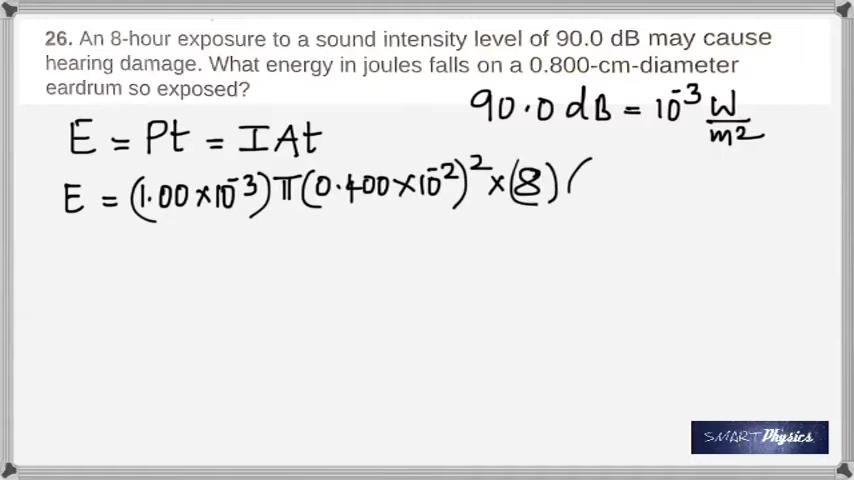 26. An 8-hour exposure to a sound intensity level of 90.0 dB may cause
hearing damage. What energy in joules falls on a 0.800-cm-diameter
eardrum so exposed?
90.0 dB = 10⁻³ W/m²
E = Pt = IAt
E = (1.00×10⁻³)π(0.400×10⁻²)²×(8)(
SMART Physics